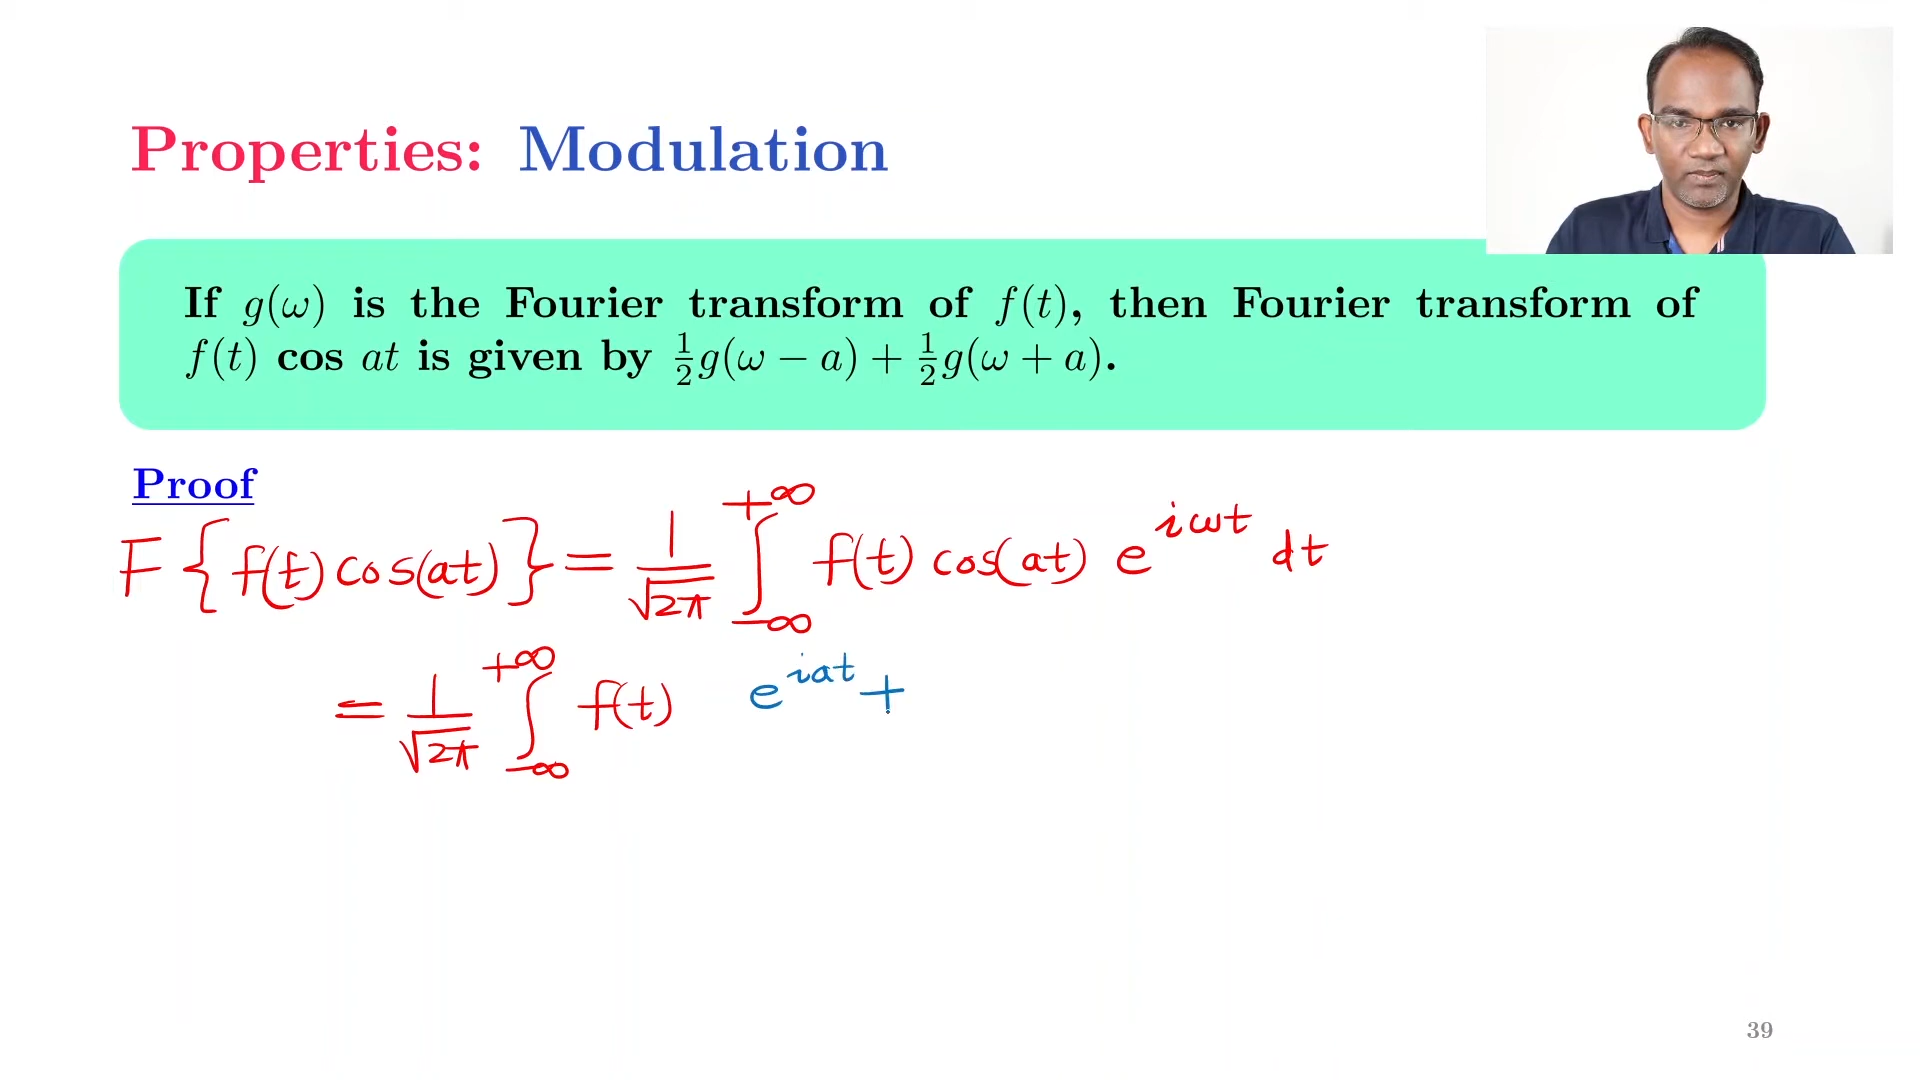 Properties: Modulation
If g(ω) is the Fourier transform of f(t), then Fourier transform of
f(t) cos at is given by ½g(ω − a) + ½g(ω + a).
Proof
F{f(t)cos(at)} = 1/√2π ∫_{−∞}^{+∞} f(t) cos(at) e^{iωt} dt
= 1/√2π ∫_{−∞}^{+∞} f(t) e^{iat} +
39